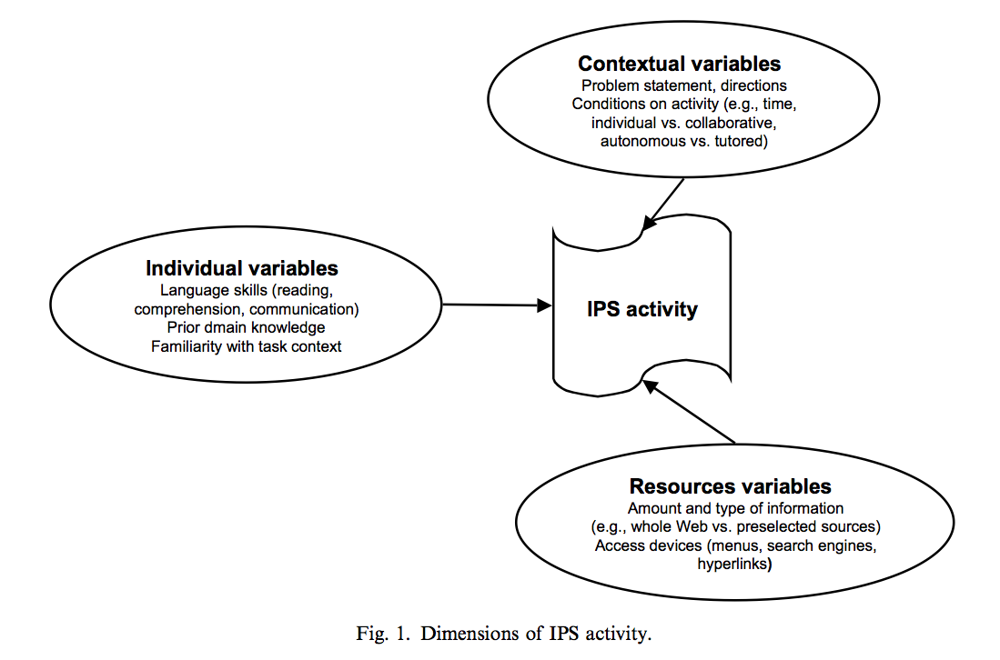 Contextual variables
Problem statement, directions
Conditions on activity (e.g., time,
individual vs. collaborative,
autonomous vs. tutored)
Individual variables
Language skills (reading,
comprehension, communication)
Prior dmain knowledge
Familiarity with task context
IPS activity
Resources variables
Amount and type of information
(e.g., whole Web vs. preselected sources)
Access devices (menus, search engines,
hyperlinks)
Fig. 1. Dimensions of IPS activity.